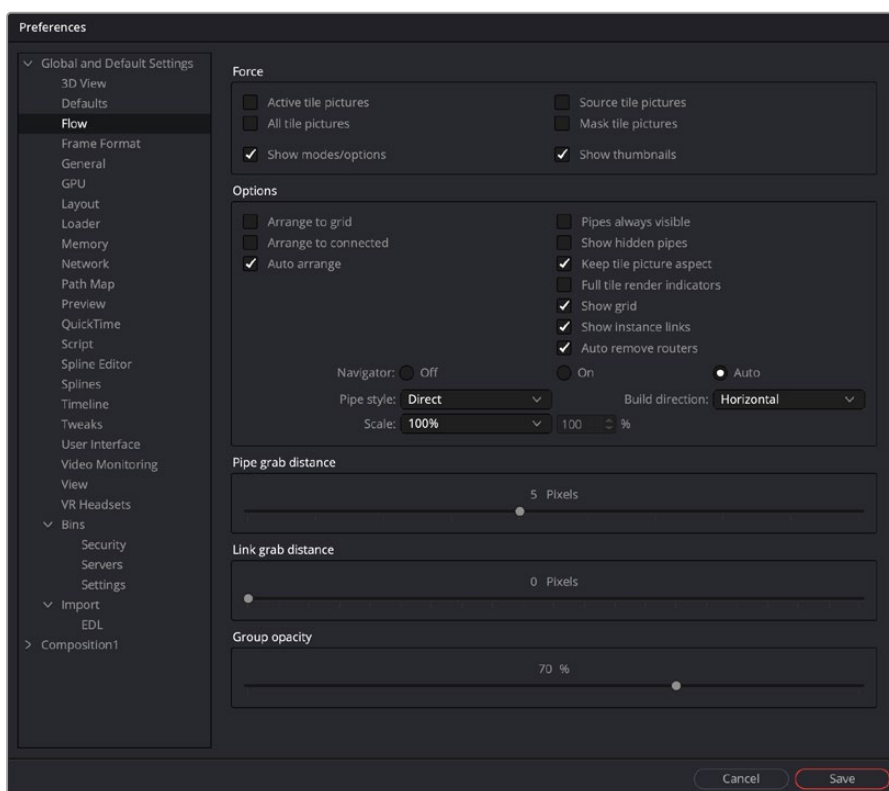 Preferences
Global and Default Settings
3D View
Defaults
Flow
Frame Format
General
GPU
Layout
Loader
Memory
Network
Path Map
Preview
QuickTime
Script
Spline Editor
Splines
Timeline
Tweaks
User Interface
Video Monitoring
View
VR Headsets
Bins
Security
Servers
Settings
Import
EDL
Composition1
Force
Active tile pictures
Source tile pictures
All tile pictures
Mask tile pictures
Show modes/options
Show thumbnails
Options
Arrange to grid
Pipes always visible
Arrange to connected
Show hidden pipes
Auto arrange
Keep tile picture aspect
Full tile render indicators
Show grid
Show instance links
Auto remove routers
Navigator: Off On Auto
Pipe style: Direct Build direction: Horizontal
Scale: 100% 100 %
Pipe grab distance
5 Pixels
Link grab distance
0 Pixels
Group opacity
70 %
Cancel Save